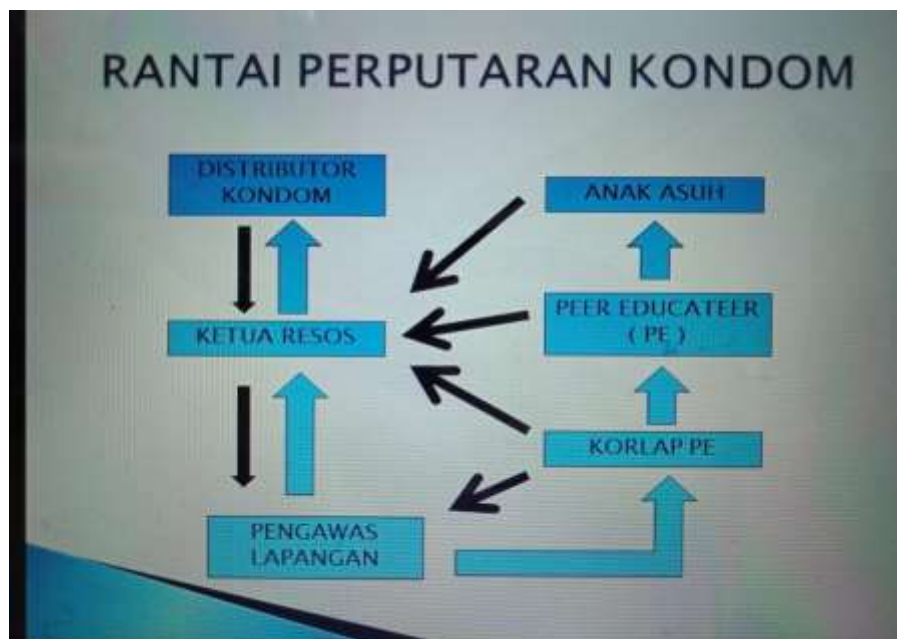 RANTAI PERPUTARAN KONDOM
DISTRIBUTOR
KONDOM
ANAK ASUH
KETUA RESOS
PEER EDUCATEER
( PE )
KORLAP PE
PENGAWAS
LAPANGAN